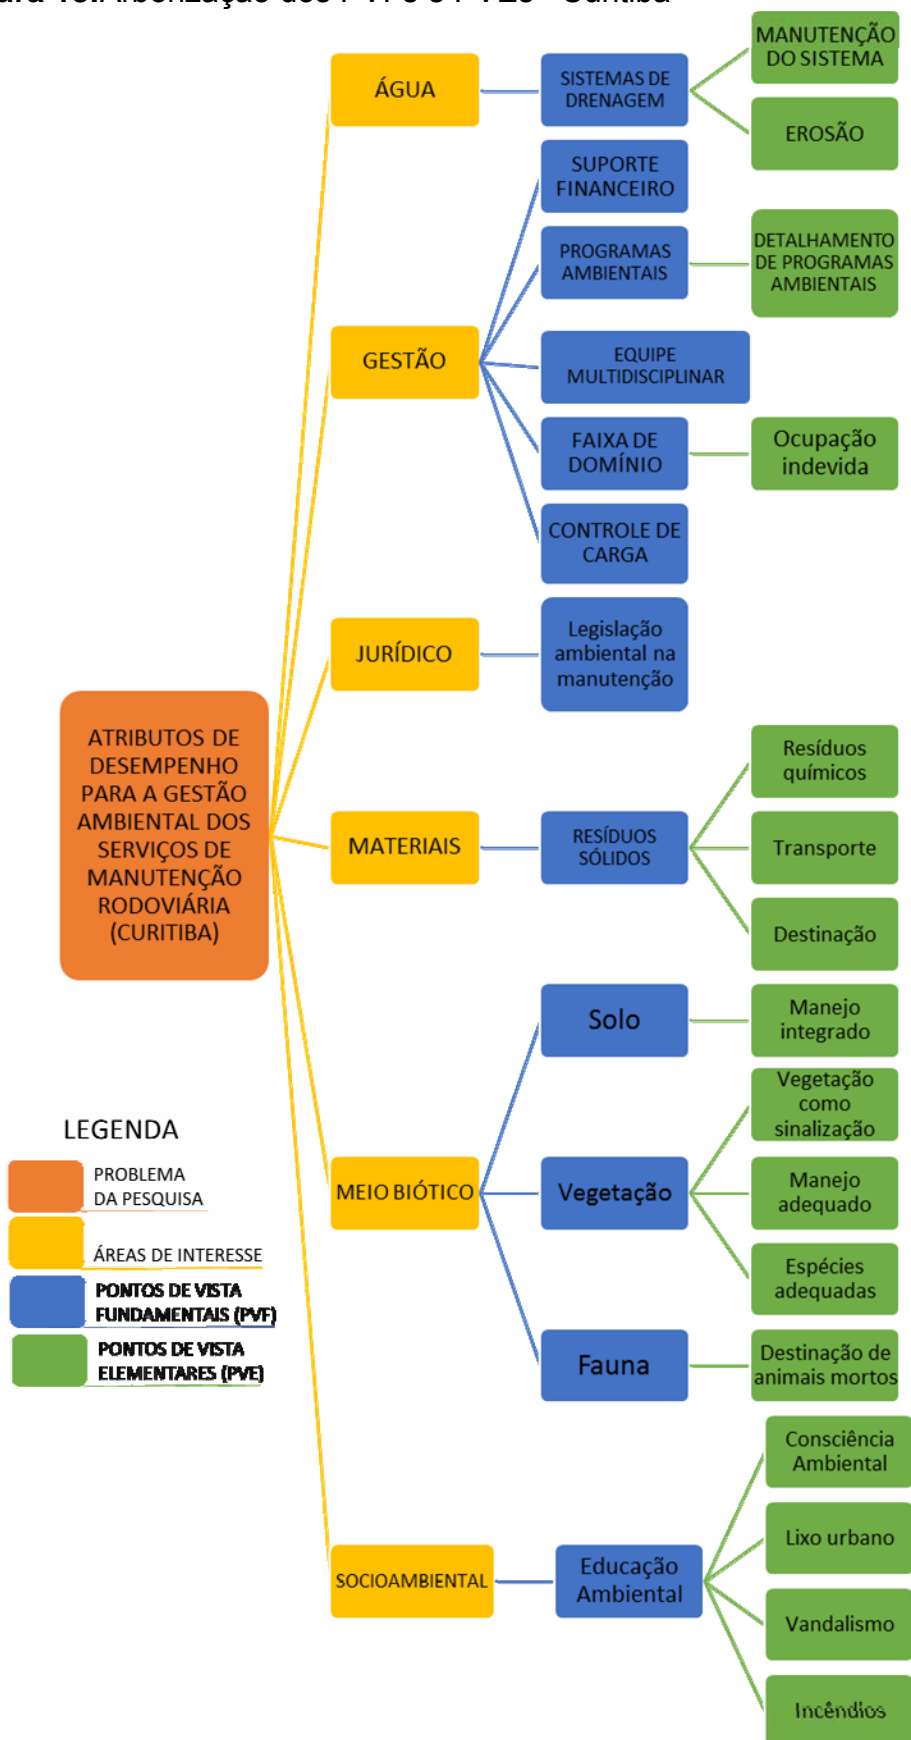 Arborização dos PVFs e PVEs - Curitiba
ÁGUA
SISTEMAS DE
DRENAGEM
MANUTENÇÃO
DO SISTEMA
EROSÃO
GESTÃO
SUPORTE
FINANCEIRO
PROGRAMAS
AMBIENTAIS
DETALHAMENTO
DE PROGRAMAS
AMBIENTAIS
EQUIPE
MULTIDISCIPLINAR
FAIXA DE
DOMÍNIO
Ocupação
indevida
CONTROLE DE
CARGA
JURÍDICO
Legislação
ambiental na
manutenção
ATRIBUTOS DE
DESEMPENHO
PARA A GESTÃO
AMBIENTAL DOS
SERVIÇOS DE
MANUTENÇÃO
RODOVIÁRIA
(CURITIBA)
MATERIAIS
RESÍDUOS
SÓLIDOS
Resíduos
químicos
Transporte
Destinação
MEIO BIÓTICO
Solo
Manejo
integrado
Vegetação
Vegetação
como
sinalização
Manejo
adequado
Espécies
adequadas
Fauna
Destinação de
animais mortos
SOCIOAMBIENTAL
Educação
Ambiental
Consciência
Ambiental
Lixo urbano
Vandalismo
Incêndios
LEGENDA
PROBLEMA
DA PESQUISA
ÁREAS DE INTERESSE
PONTOS DE VISTA
FUNDAMENTAIS (PVF)
PONTOS DE VISTA
ELEMENTARES (PVE)